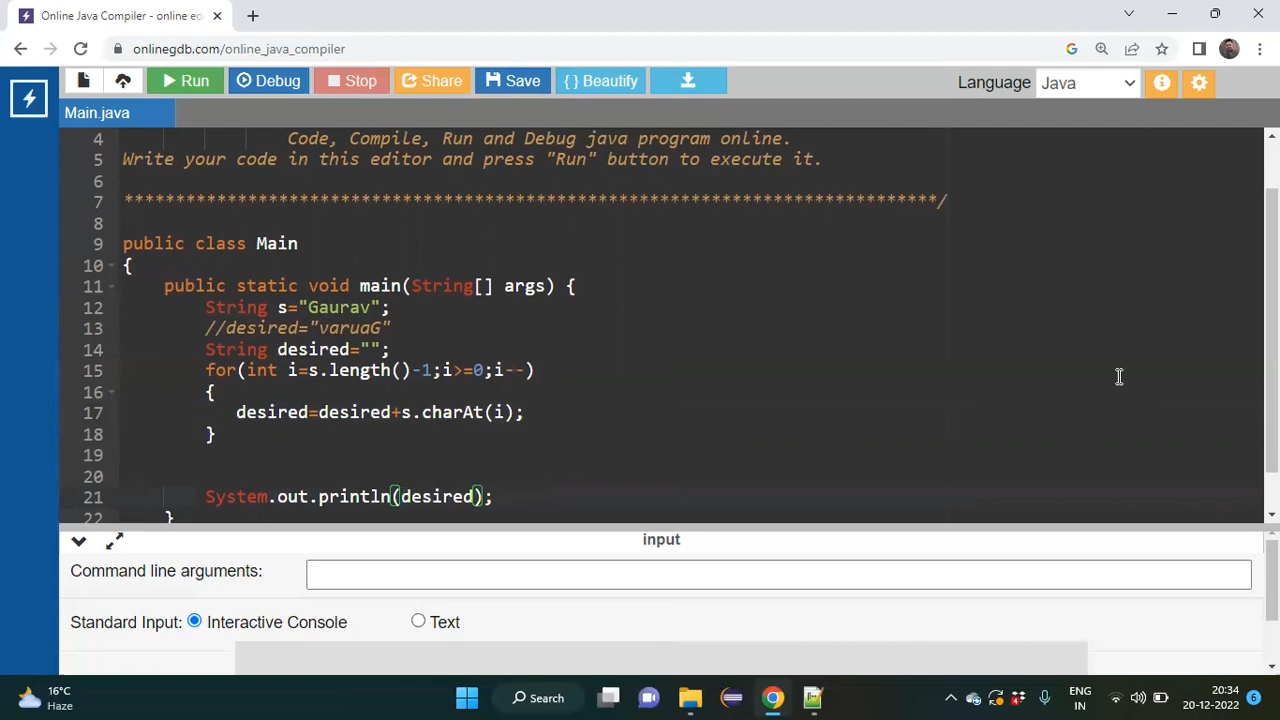 Online Java Compiler - online ed
onlinegdb.com/online_java_compiler
Run Debug Stop Share Save { } Beautify Language Java
Main.java
4 Code, Compile, Run and Debug java program online.
5 Write your code in this editor and press "Run" button to execute it.
6
7 *******************************************************************************/
8
9 public class Main
10 {
11 public static void main(String[] args) {
12 String s="Gaurav";
13 //desired="varuaG"
14 String desired="";
15 for(int i=s.length()-1;i>=0;i--)
16 {
17 desired=desired+s.charAt(i);
18 }
19
20
21 System.out.println(desired);
22 }
input
Command line arguments:
Standard Input: Interactive Console Text
16°C
Haze
Search
ENG
IN
20:34
20-12-2022
6